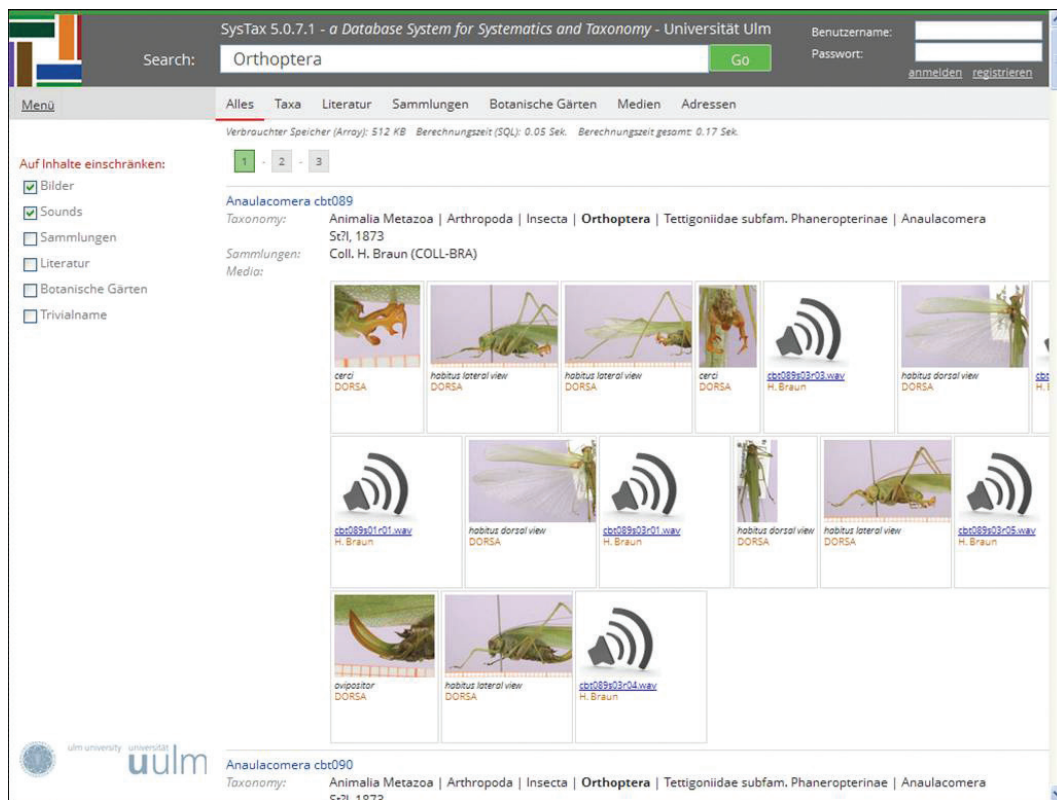 SysTax 5.0.7.1 - a Database System for Systematics and Taxonomy - Universität Ulm
Benutzername:
Search:
Orthoptera
Go
Passwort:
anmelden registrieren
Menü
Alles Taxa Literatur Sammlungen Botanische Gärten Medien Adressen
Verbrauchter Speicher (Array): 512 KB Berechnungszeit (SQL): 0.05 Sek. Berechnungszeit gesamt: 0.17 Sek.
Auf Inhalte einschränken:
Bilder
Sounds
Sammlungen
Literatur
Botanische Gärten
Trivialname
1 - 2 - 3
Anaulacomera cbt089
Taxonomy: Animalia Metazoa | Arthropoda | Insecta | Orthoptera | Tettigoniidae subfam. Phaneropterinae | Anaulacomera
St?l, 1873
Sammlungen: Coll. H. Braun (COLL-BRA)
Media:
cerci habitus lateral view habitus lateral view cerci cbt089s03r03.wav habitus dorsal view cbt
DORSA DORSA DORSA DORSA H. Braun DORSA H.
cbt089s01r01.wav habitus dorsal view cbt089s03r01.wav habitus dorsal view habitus lateral view cbt089s03r05.wav
H. Braun DORSA H. Braun DORSA DORSA H. Braun
ovipositor habitus lateral view cbt089s03r04.wav
DORSA DORSA H. Braun
ulm university universität
uulm
Anaulacomera cbt090
Taxonomy: Animalia Metazoa | Arthropoda | Insecta | Orthoptera | Tettigoniidae subfam. Phaneropterinae | Anaulacomera
St?l, 1873